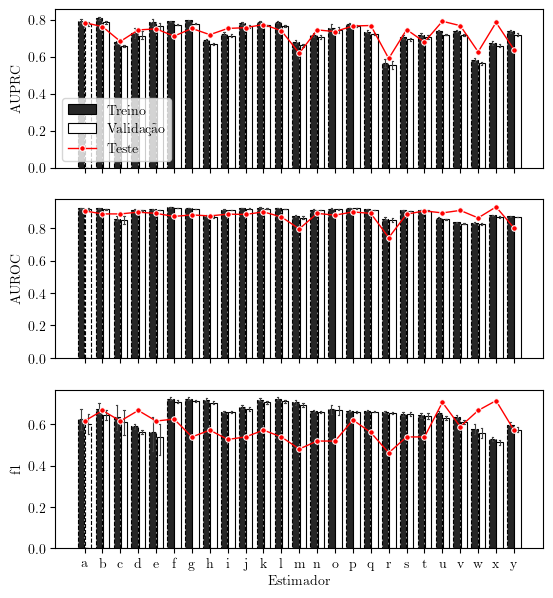 0.8
0.6
0.4
0.2
0.0
AUPRC
Treino
Validação
Teste
0.8
0.6
0.4
0.2
0.0
AUROC
0.6
0.4
0.2
0.0
f1
a b c d e f g h i j k l m n o p q r s t u v w x y
Estimador